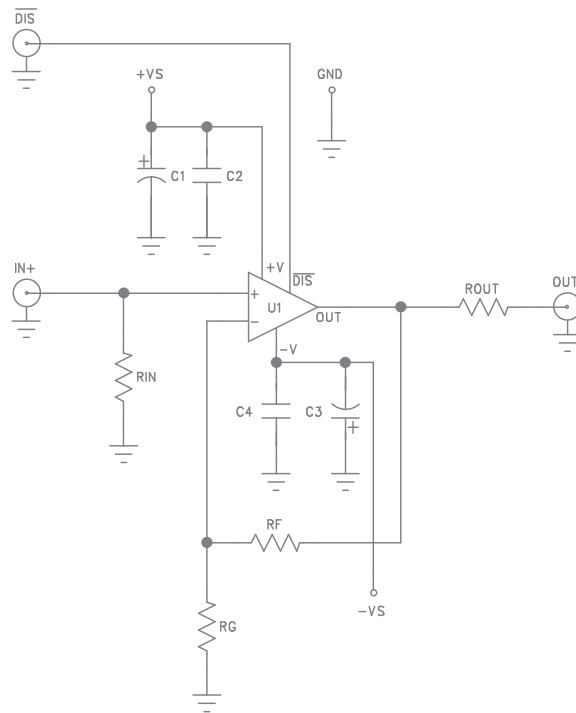 DIS
+VS
GND
+
C1
C2
IN+
+V
DIS
+
U1
−
OUT
ROUT
OUT
−V
RIN
C4
C3
+
RF
−VS
RG